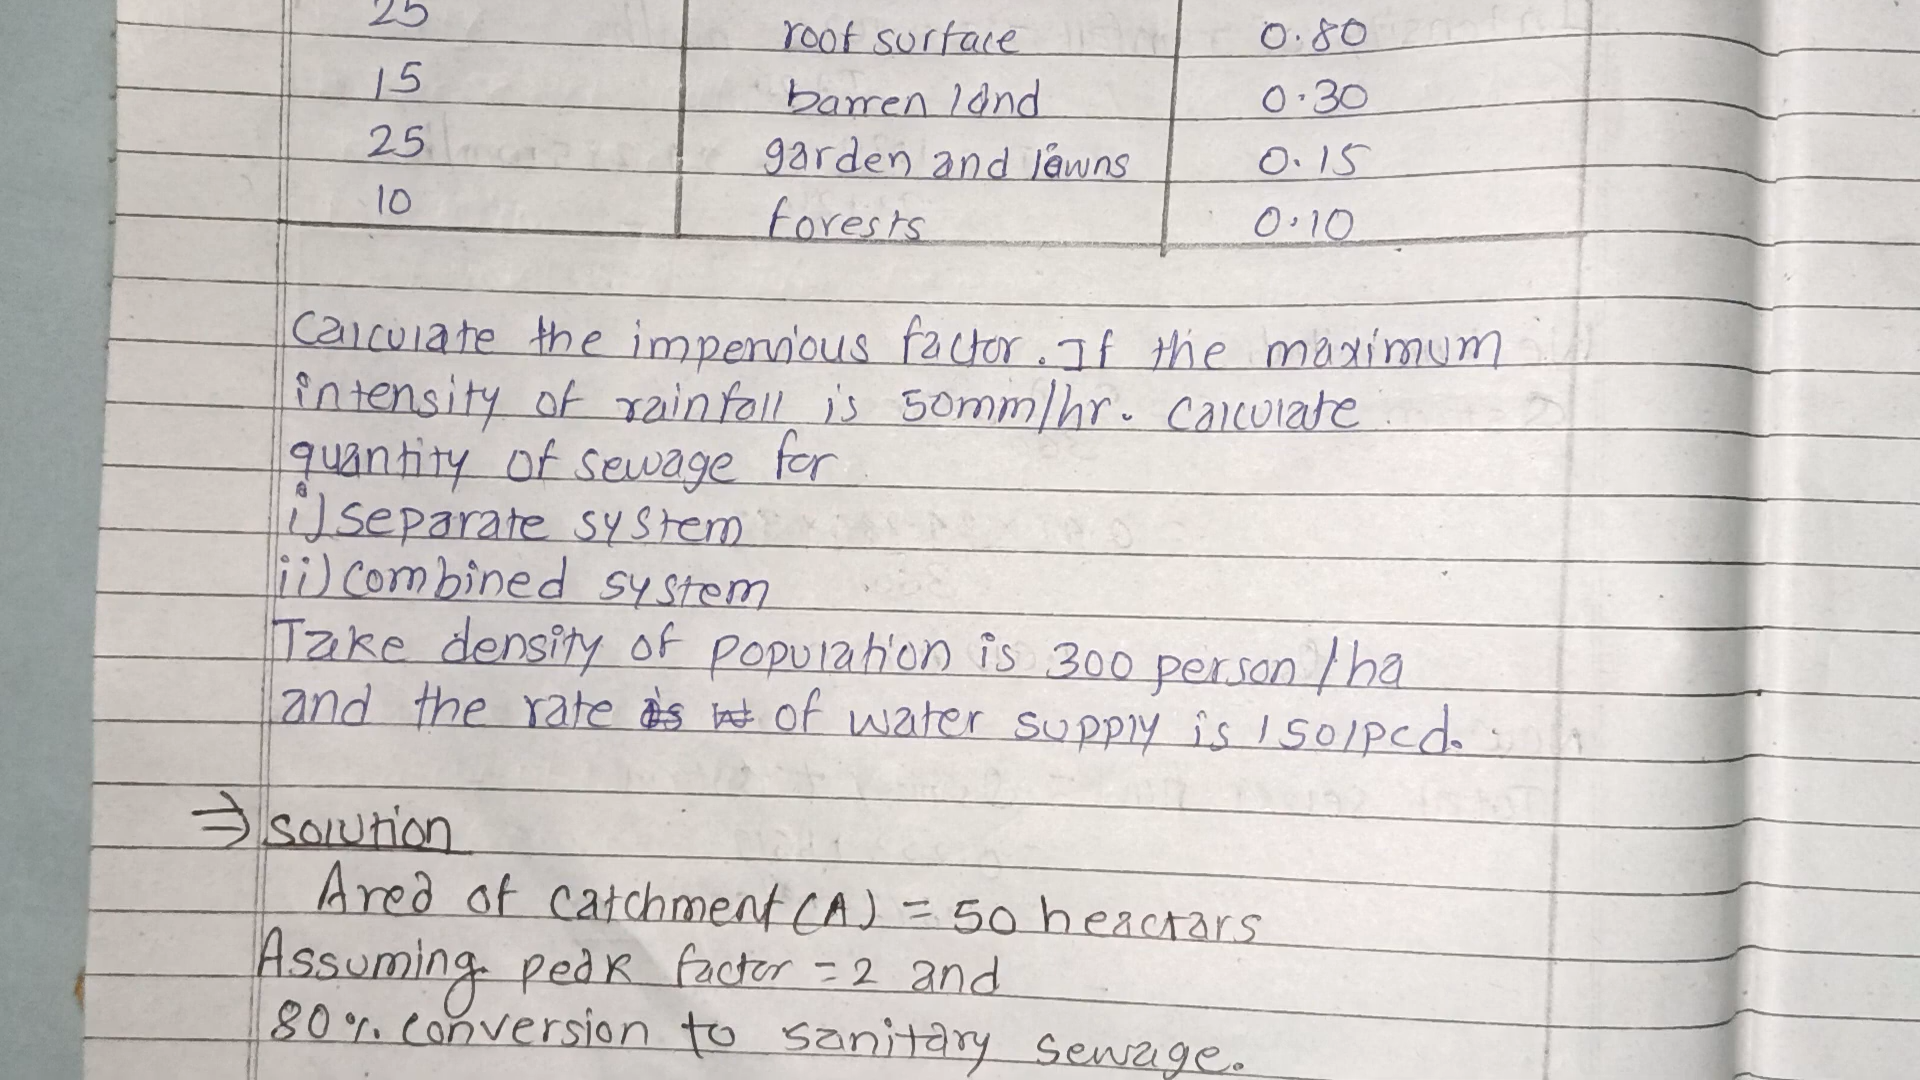 25 roof surface 0.80
15 barren land 0.30
25 garden and lawns 0.15
10 forests 0.10
Calculate the impervious factor. If the maximum
intensity of rainfall is 50mm/hr. Calculate
quantity of sewage for
i) separate system
ii) combined system
Take density of population is 300 person/ha
and the rate of water supply is 150lpcd.
⇒ solution
Area of catchment (A) = 50 heactars
Assuming peak factor = 2 and
80% conversion to sanitary sewage.